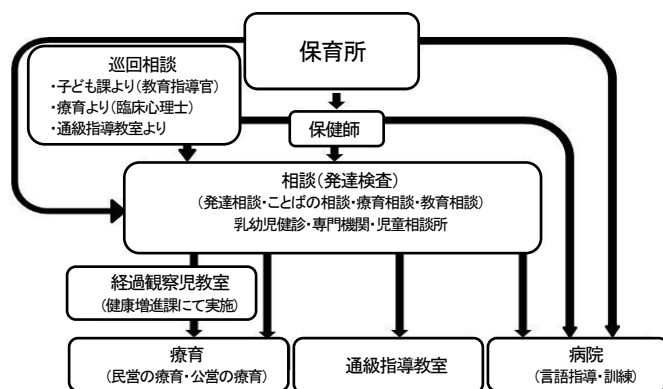 保育所
巡回相談
・子ども課より(教育指導官)
・療育より(臨床心理士)
・通級指導教室より
保健師
相談(発達検査)
(発達相談・ことばの相談・療育相談・教育相談)
乳幼児健診・専門機関・児童相談所
経過観察児教室
(健康増進課にて実施)
療育
(民営の療育・公営の療育)
通級指導教室
病院
(言語指導・訓練)